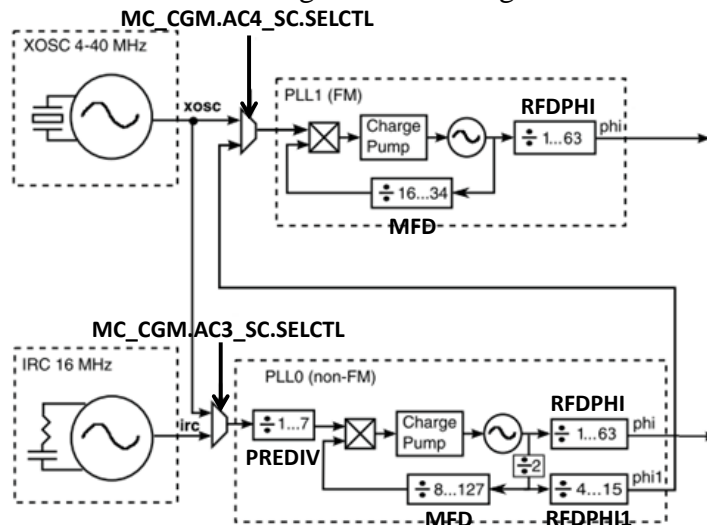 MC_CGM.AC4_SC.SELCTL
XOSC 4-40 MHz
xosc
PLL1 (FM)
Charge
Pump
RFDPHI
÷ 1...63
phi
÷ 16...34
MFD
MC_CGM.AC3_SC.SELCTL
IRC 16 MHz
irc
PLL0 (non-FM)
÷1...7
PREDIV
Charge
Pump
RFDPHI
÷ 1...63
phi
÷2
÷ 8...127
MFD
÷ 4...15
phi1
RFDPHI1